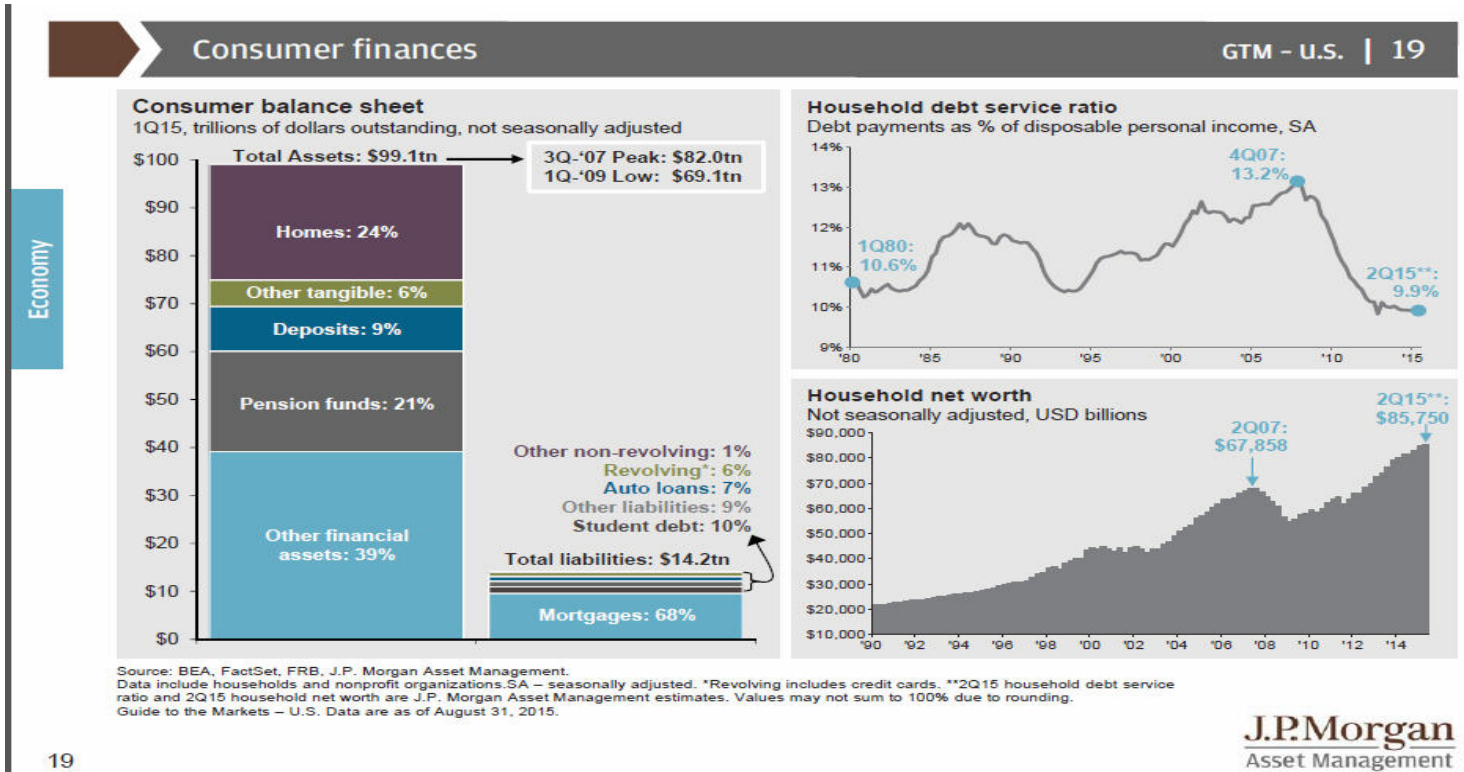 Consumer finances
GTM – U.S. | 19
Economy
Consumer balance sheet
1Q15, trillions of dollars outstanding, not seasonally adjusted
Total Assets: $99.1tn
3Q-‘07 Peak: $82.0tn
1Q-‘09 Low: $69.1tn
$100
$90
$80
$70
$60
$50
$40
$30
$20
$10
$0
Homes: 24%
Other tangible: 6%
Deposits: 9%
Pension funds: 21%
Other financial
assets: 39%
Other non-revolving: 1%
Revolving*: 6%
Auto loans: 7%
Other liabilities: 9%
Student debt: 10%
Total liabilities: $14.2tn
Mortgages: 68%
Household debt service ratio
Debt payments as % of disposable personal income, SA
14%
13%
12%
11%
10%
9%
1Q80:
10.6%
4Q07:
13.2%
2Q15**:
9.9%
'80 '85 '90 '95 '00 '05 '10 '15
Household net worth
Not seasonally adjusted, USD billions
2Q07:
$67,858
2Q15**:
$85,750
$90,000
$80,000
$70,000
$60,000
$50,000
$40,000
$30,000
$20,000
$10,000
'90 '92 '94 '96 '98 '00 '02 '04 '06 '08 '10 '12 '14
Source: BEA, FactSet, FRB, J.P. Morgan Asset Management.
Data include households and nonprofit organizations.SA – seasonally adjusted. *Revolving includes credit cards. **2Q15 household debt service
ratio and 2Q15 household net worth are J.P. Morgan Asset Management estimates. Values may not sum to 100% due to rounding.
Guide to the Markets – U.S. Data are as of August 31, 2015.
J.P.Morgan
Asset Management
19